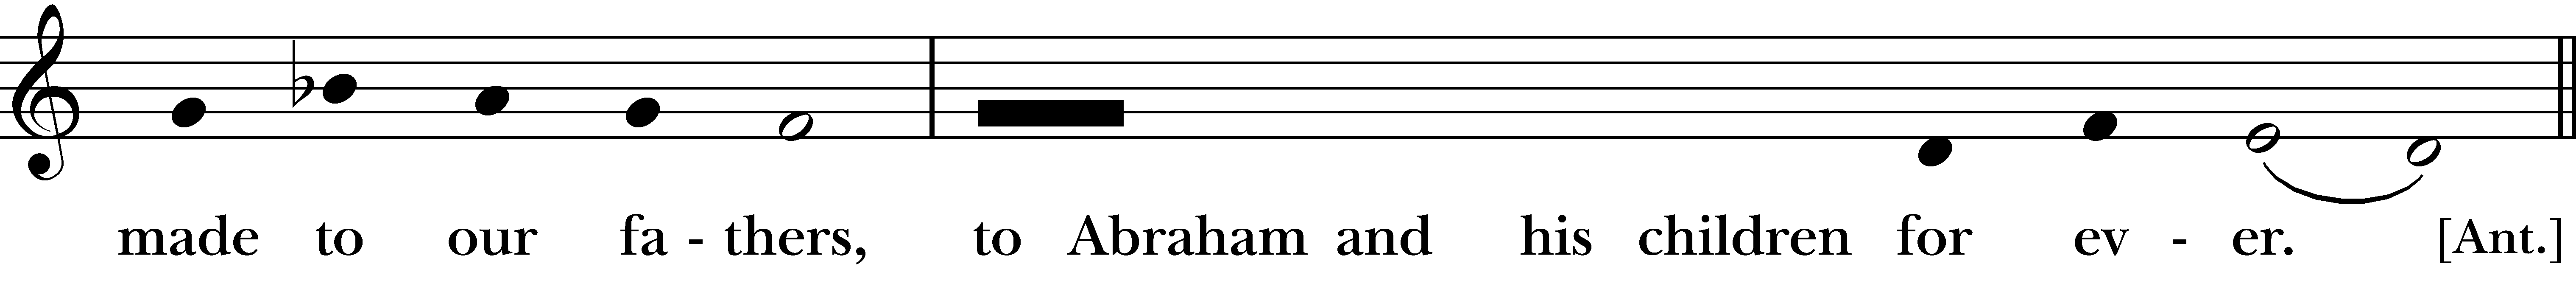 made to our fa - thers, to Abraham and his children for ev - er. [Ant.]